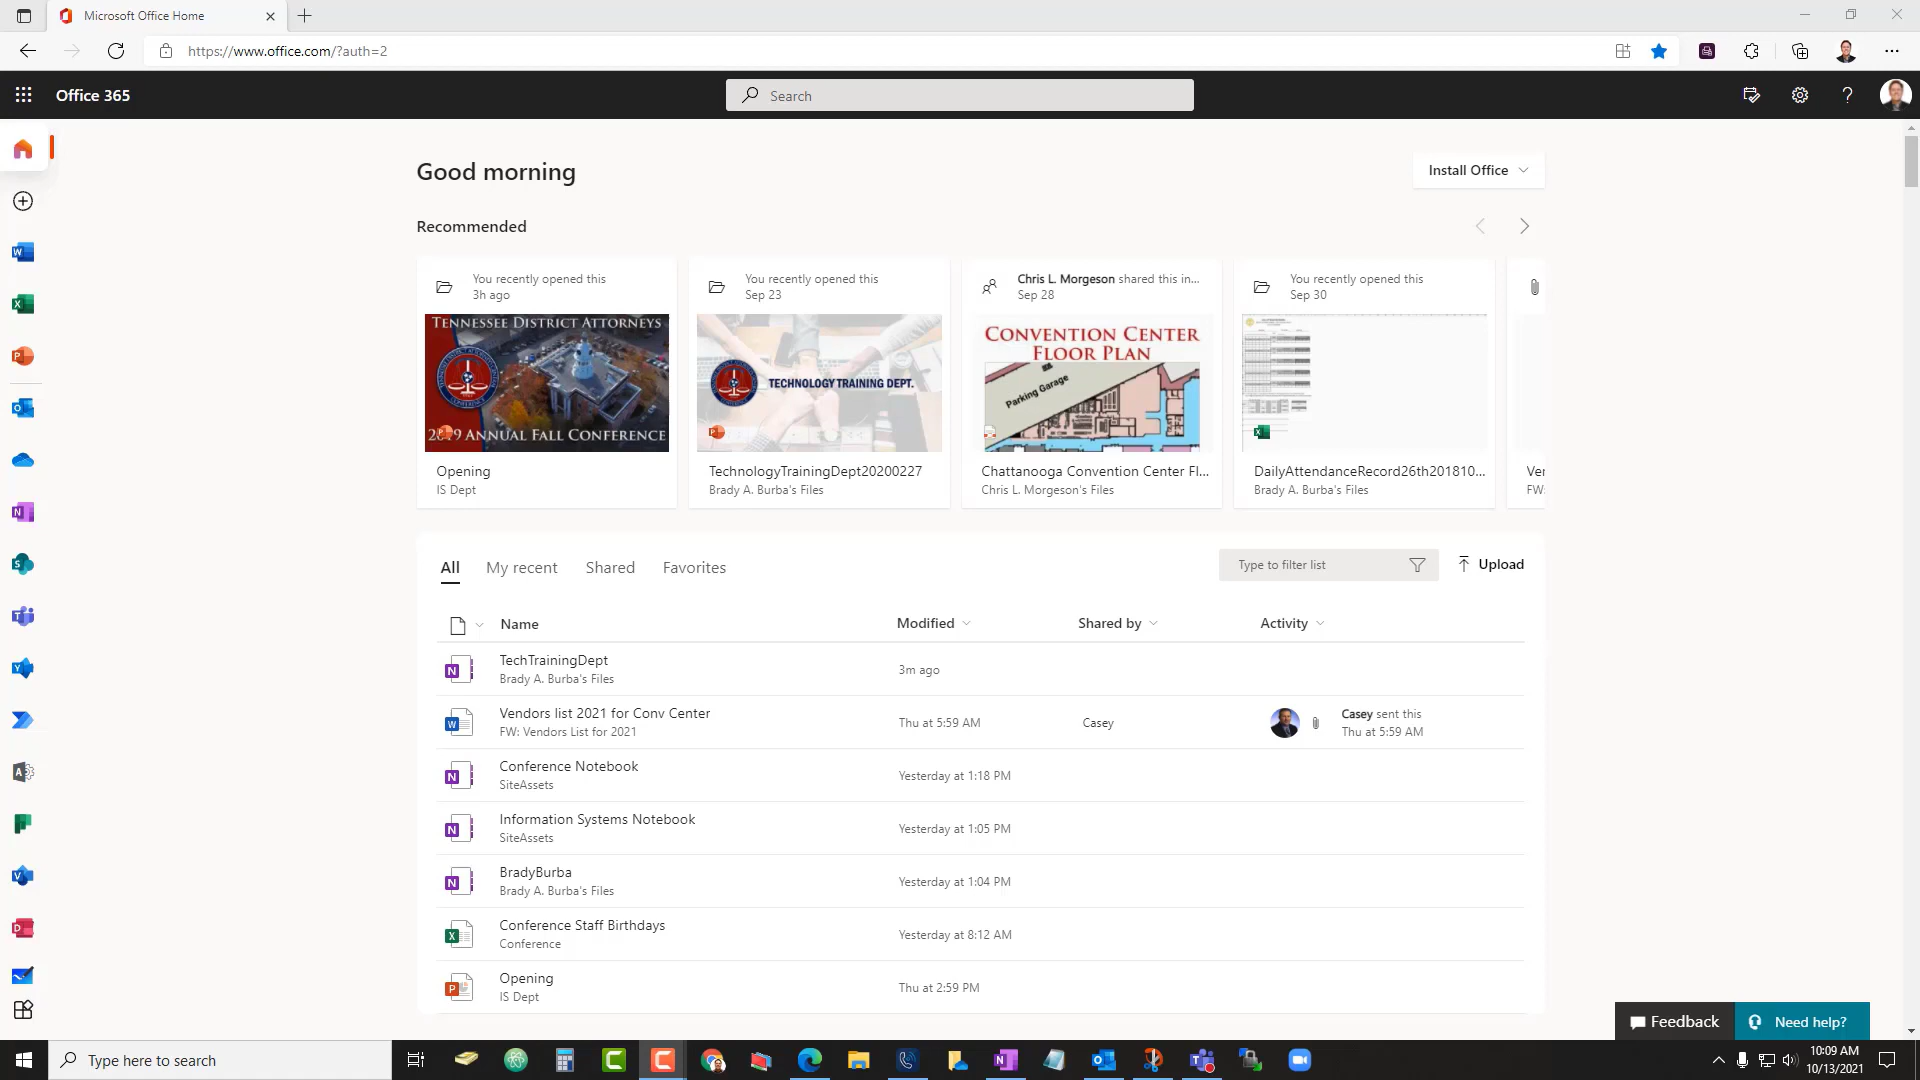 Microsoft Office Home
https://www.office.com/?auth=2
Office 365
Search
Good morning
Install Office
Recommended
You recently opened this
3h ago
TENNESSEE DISTRICT ATTORNEYS
2019 ANNUAL FALL CONFERENCE
Opening
IS Dept
You recently opened this
Sep 23
TECHNOLOGY TRAINING DEPT.
TechnologyTrainingDept20200227
Brady A. Burba's Files
Chris L. Morgeson shared this in...
Sep 28
CONVENTION CENTER
FLOOR PLAN
Parking Garage
Chattanooga Convention Center Fl...
Chris L. Morgeson's Files
You recently opened this
Sep 30
DailyAttendanceRecord26th201810...
Brady A. Burba's Files
Ver
FW:
All My recent Shared Favorites
Type to filter list
Upload
Name Modified Shared by Activity
TechTrainingDept
Brady A. Burba's Files
3m ago
Vendors list 2021 for Conv Center
FW: Vendors List for 2021
Thu at 5:59 AM
Casey
Casey sent this
Thu at 5:59 AM
Conference Notebook
SiteAssets
Yesterday at 1:18 PM
Information Systems Notebook
SiteAssets
Yesterday at 1:05 PM
BradyBurba
Brady A. Burba's Files
Yesterday at 1:04 PM
Conference Staff Birthdays
Conference
Yesterday at 8:12 AM
Opening
IS Dept
Thu at 2:59 PM
Feedback
Need help?
Type here to search
10:09 AM
10/13/2021